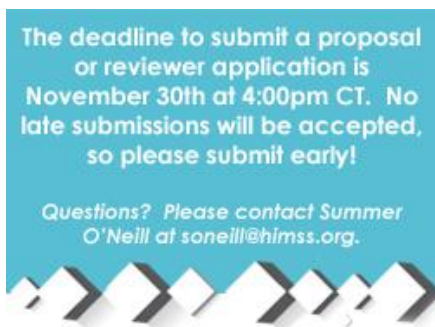 The deadline to submit a proposal
or reviewer application is
November 30th at 4:00pm CT.  No
late submissions will be accepted,
so please submit early!
Questions?  Please contact Summer
O'Neill at soneill@himss.org.